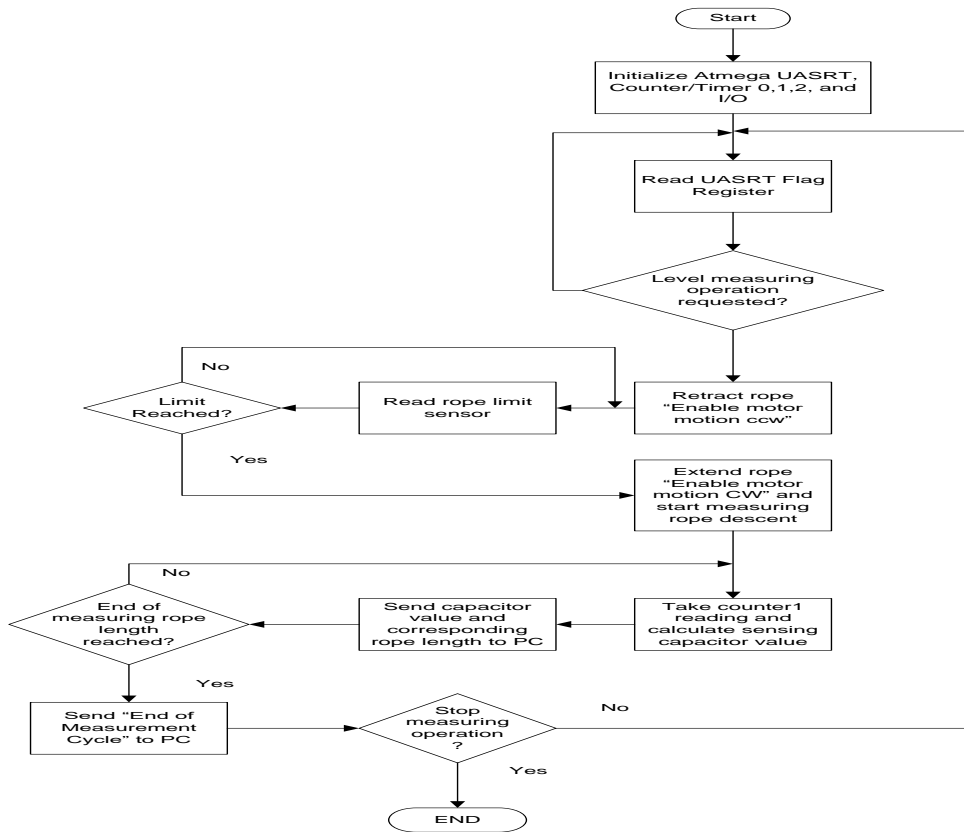 Start
Initialize Atmega UASRT,
Counter/Timer 0,1,2, and
I/O
Read UASRT Flag
Register
Level measuring
operation
requested?
No
Limit
Reached?
Read rope limit
sensor
Retract rope
“Enable motor
motion ccw”
Yes
Extend rope
“Enable motor
motion CW” and
start measuring
rope descent
No
End of
measuring rope
length
reached?
Send capacitor
value and
corresponding
rope length to PC
Take counter1
reading and
calculate sensing
capacitor value
Yes
Send “End of
Measurement
Cycle” to PC
Stop
measuring
operation
?
No
Yes
END